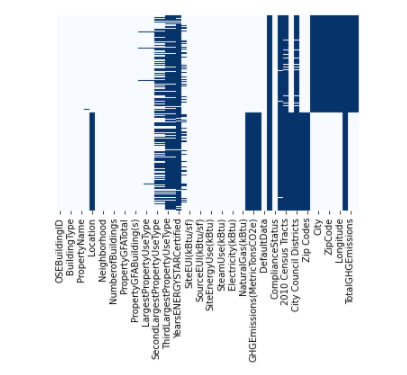 OSEBuildingID
BuildingType
PropertyName
Location
Neighborhood
NumberofBuildings
PropertyGFATotal
PropertyGFABuilding(s)
LargestPropertyUseType
SecondLargestPropertyUseType
ThirdLargestPropertyUseType
YearsENERGYSTARCertified
SiteEUI(kBtu/sf)
SourceEUI(kBtu/sf)
SiteEnergyUse(kBtu)
SteamUse(kBtu)
Electricity(kBtu)
NaturalGas(kBtu)
GHGEmissions(MetricTonsCO2e)
DefaultData
ComplianceStatus
2010 Census Tracts
City Council Districts
Zip Codes
City
ZipCode
Longitude
TotalGHGEmissions